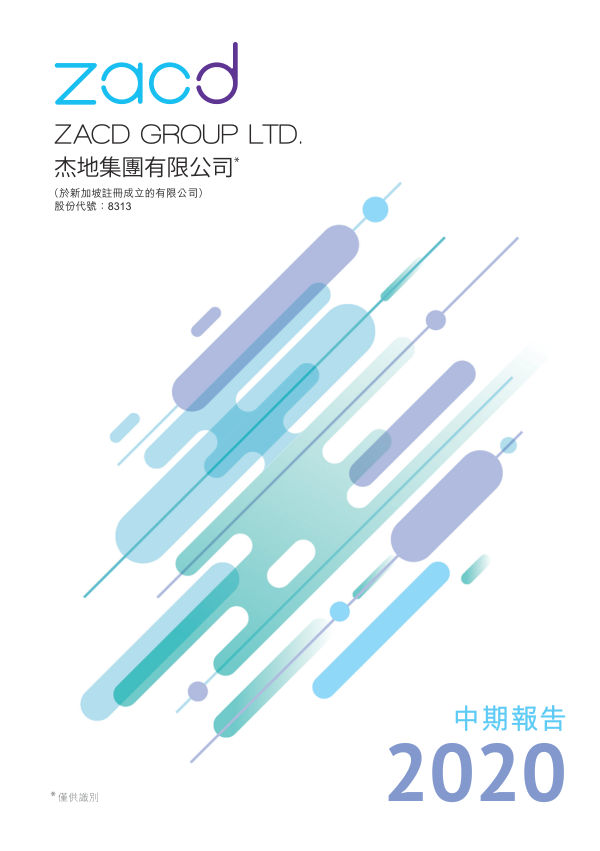 zacd
ZACD GROUP LTD.
杰地集團有限公司*
（於新加坡註冊成立的有限公司）
股份代號：8313
中期報告
2020
* 僅供識別